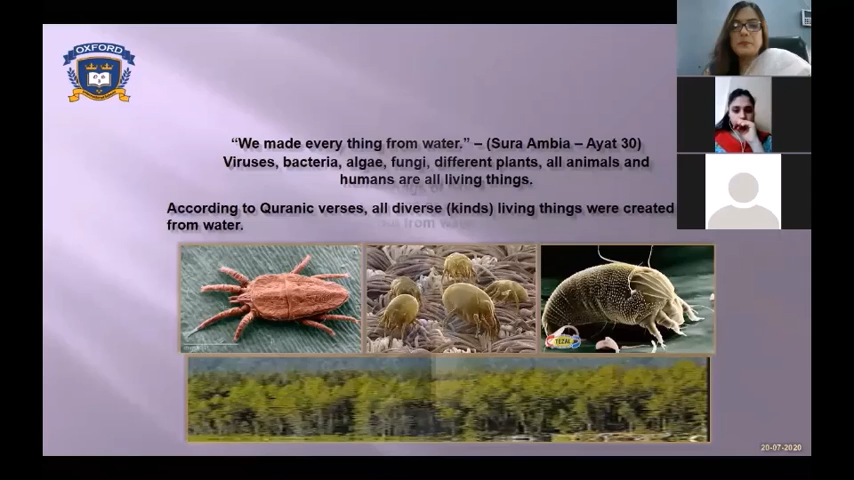 OXFORD
“We made every thing from water.” – (Sura Ambia – Ayat 30)
Viruses, bacteria, algae, fungi, different plants, all animals and
humans are all living things.
According to Quranic verses, all diverse (kinds) living things were created
from water.
TEZAL
20-07-2020